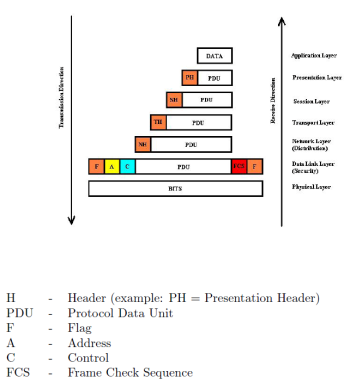 Transmission Direction
Receive Direction
DATA
Application Layer
PH PDU
Presentation Layer
NH PDU
Session Layer
TH PDU
Transport Layer
NH PDU
Network Layer
(Distribution)
F A C PDU FCS F
Data Link Layer
(Security)
BITS
Physical Layer
H - Header (example: PH = Presentation Header)
PDU - Protocol Data Unit
F - Flag
A - Address
C - Control
FCS - Frame Check Sequence